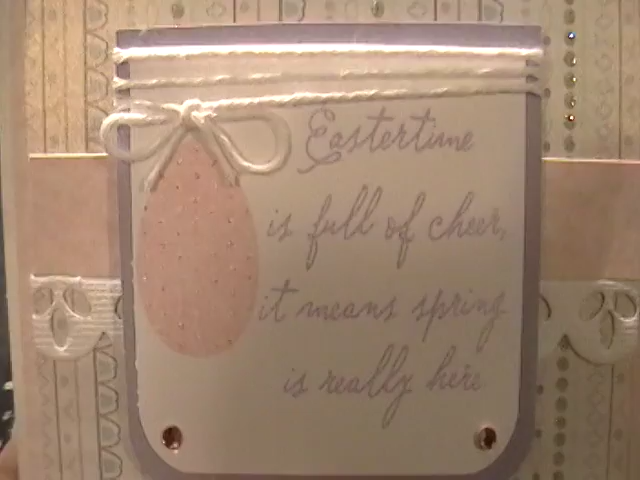 Eastertime
is full of cheer,
it means spring
is really here